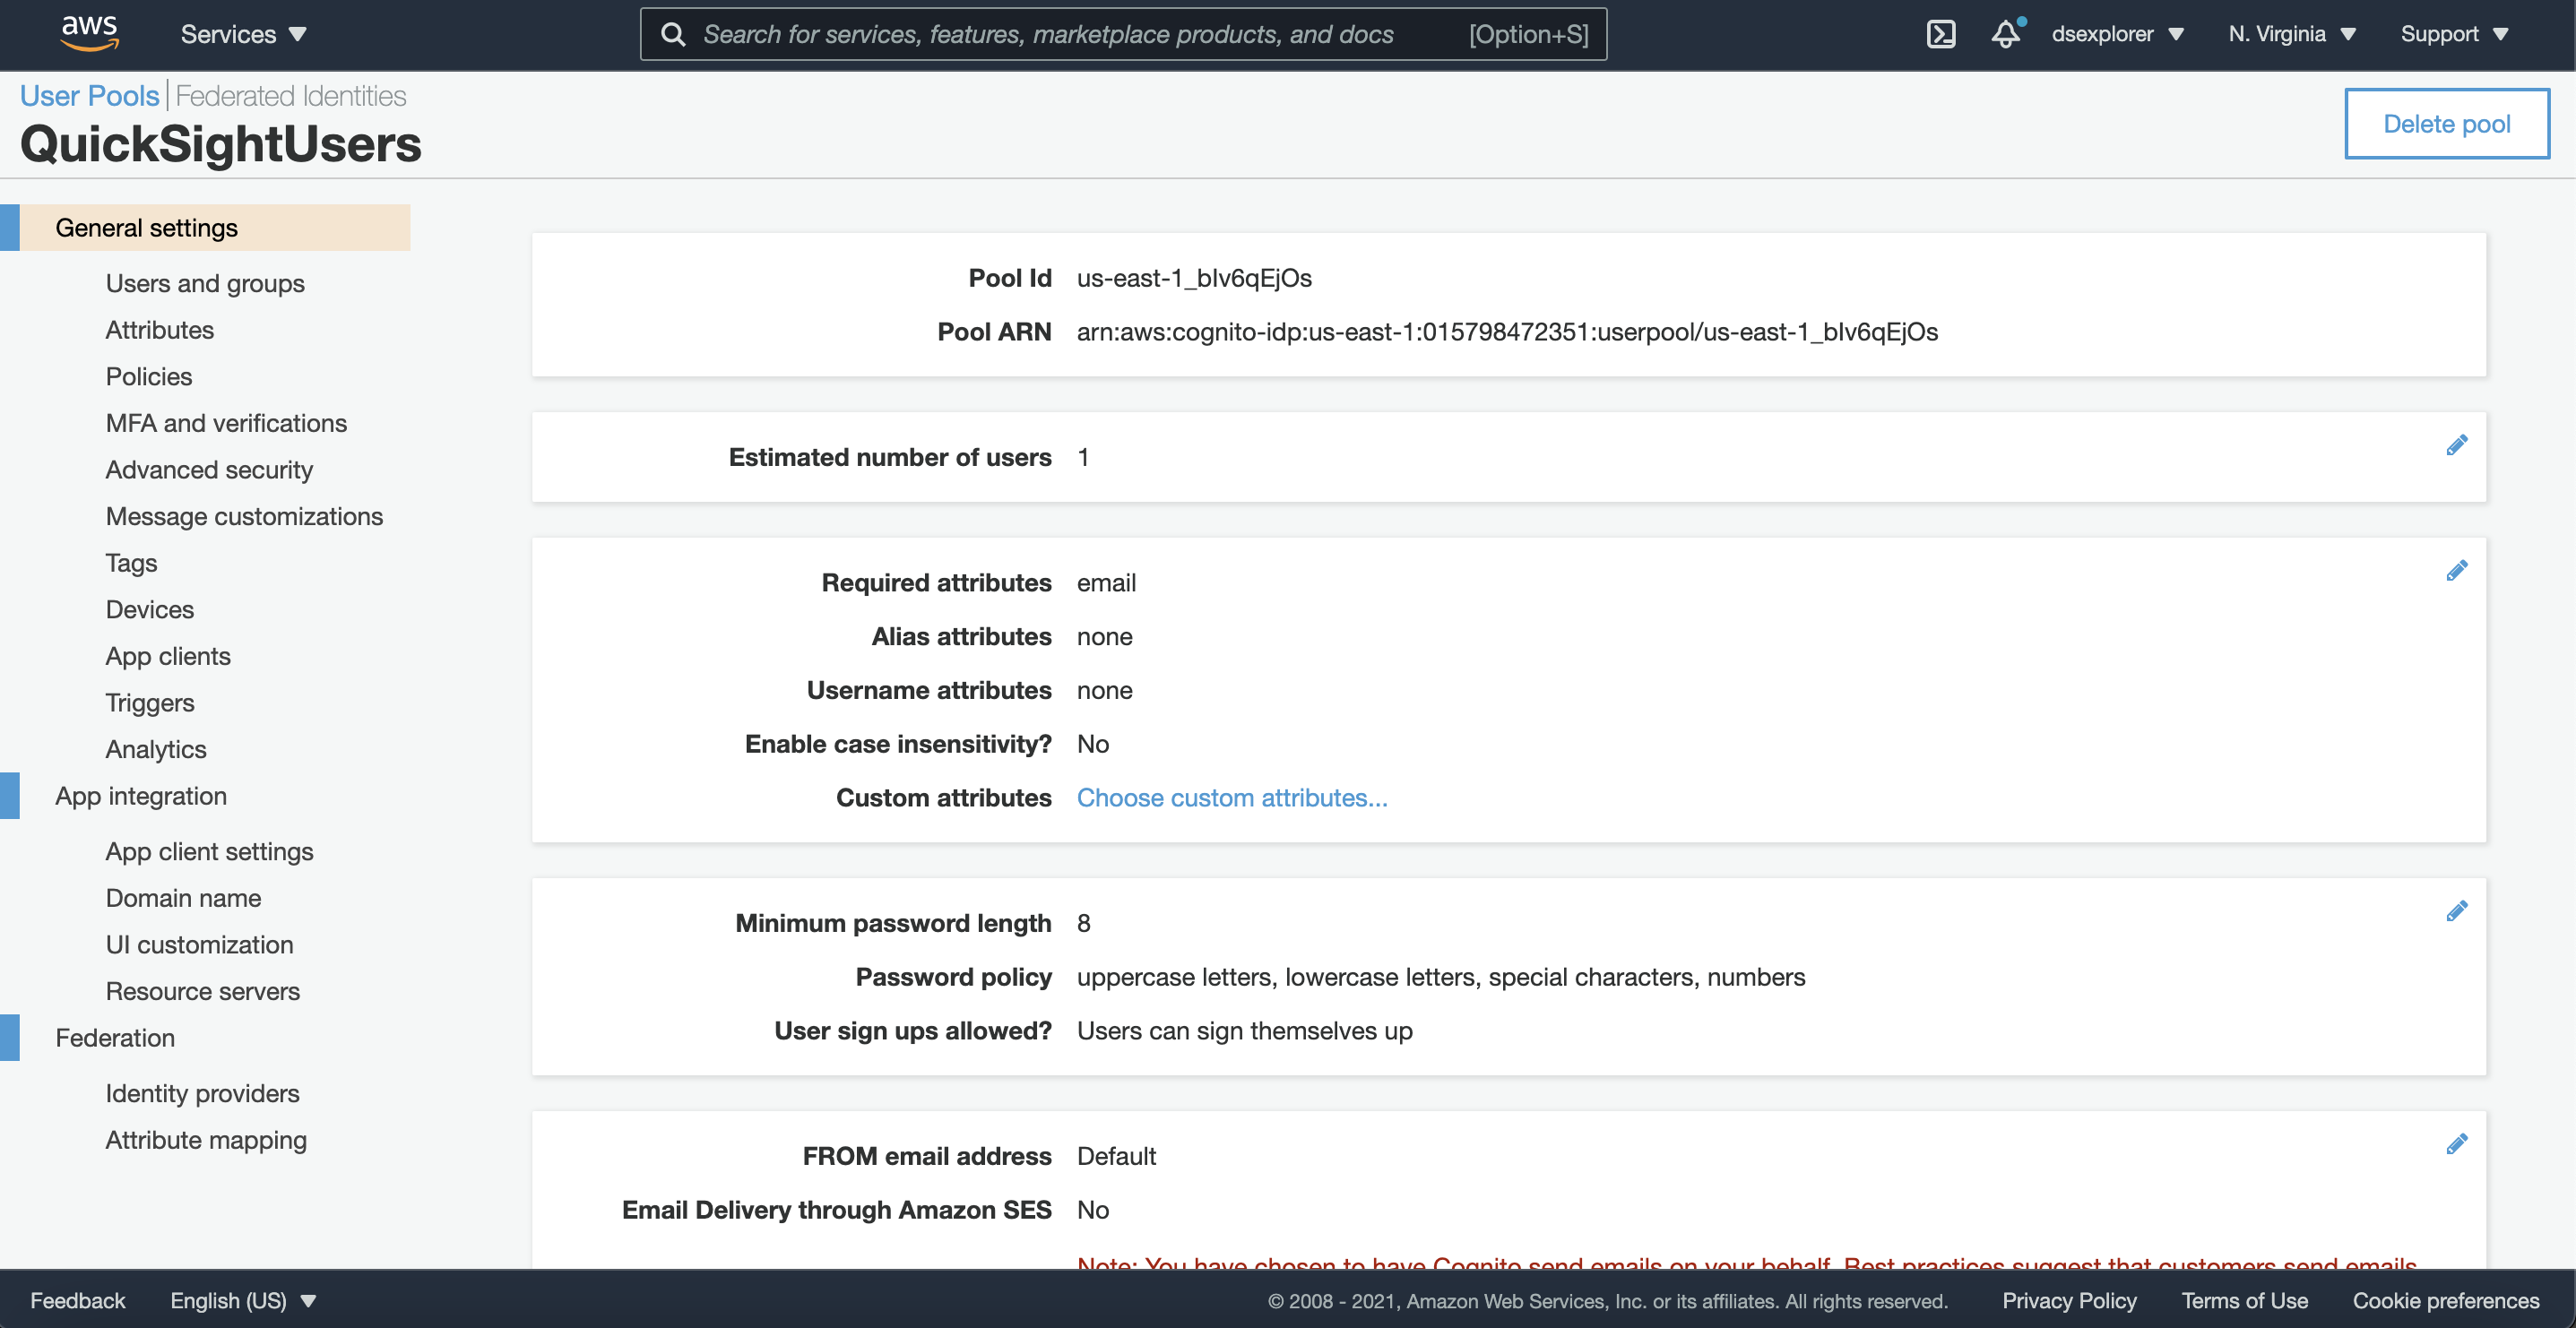 aws
Services
Search for services, features, marketplace products, and docs [Option+S]
dsexplorer
N. Virginia
Support
User Pools | Federated Identities
QuickSightUsers
Delete pool
General settings
Users and groups
Attributes
Policies
MFA and verifications
Advanced security
Message customizations
Tags
Devices
App clients
Triggers
Analytics
App integration
App client settings
Domain name
UI customization
Resource servers
Federation
Identity providers
Attribute mapping
Pool Id us-east-1_bIv6qEjOs
Pool ARN arn:aws:cognito-idp:us-east-1:015798472351:userpool/us-east-1_bIv6qEjOs
Estimated number of users 1
Required attributes email
Alias attributes none
Username attributes none
Enable case insensitivity? No
Custom attributes Choose custom attributes...
Minimum password length 8
Password policy uppercase letters, lowercase letters, special characters, numbers
User sign ups allowed? Users can sign themselves up
FROM email address Default
Email Delivery through Amazon SES No
Note: You have chosen to have Cognito send emails on your behalf. Best practices suggest that customers send emails
Feedback
English (US)
© 2008 - 2021, Amazon Web Services, Inc. or its affiliates. All rights reserved.
Privacy Policy
Terms of Use
Cookie preferences